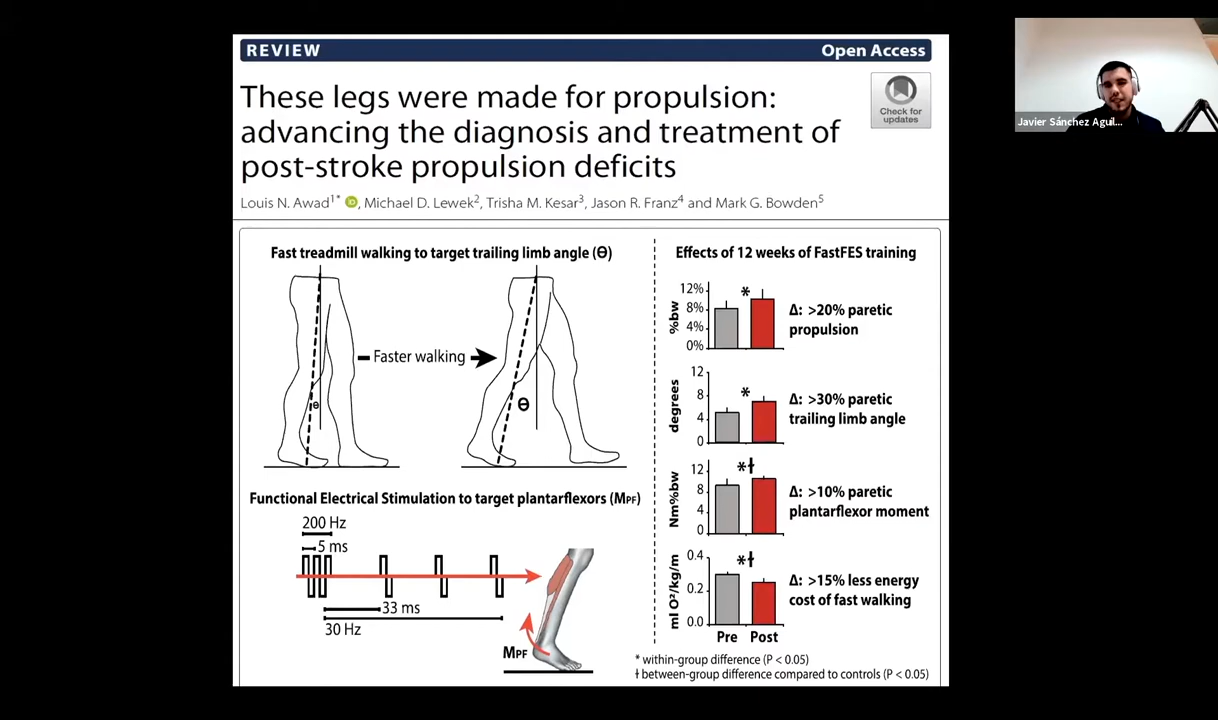 REVIEW
Open Access
These legs were made for propulsion:
advancing the diagnosis and treatment of
post-stroke propulsion deficits
Check for
updates
Louis N. Awad1* iD, Michael D. Lewek2, Trisha M. Kesar3, Jason R. Franz4 and Mark G. Bowden5
Javier Sánchez Aguil...
Fast treadmill walking to target trailing limb angle (Ɵ)
Ɵ
Faster walking
Ɵ
Functional Electrical Stimulation to target plantarflexors (MPF)
200 Hz
5 ms
33 ms
30 Hz
MPF
Effects of 12 weeks of FastFES training
%bw
12%
8%
4%
0%
*
Δ: >20% paretic
propulsion
degrees
12
8
4
0
*
Δ: >30% paretic
trailing limb angle
Nm%bw
12
8
4
0
*ƚ
Δ: >10% paretic
plantarflexor moment
ml O²/kg/m
0.4
0.2
0.0
*ƚ
Δ: >15% less energy
cost of fast walking
Pre Post
* within-group difference (P < 0.05)
ƚ between-group difference compared to controls (P < 0.05)